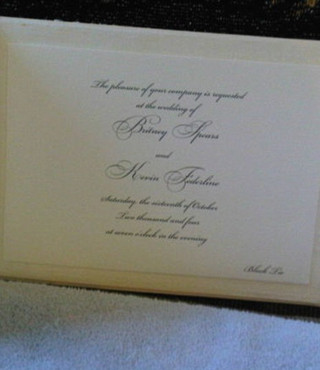 The pleasure of your company is requested
at the wedding of
Britney Spears
and
Kevin Federline
Saturday, the sixteenth of October
Two thousand and four
at seven o'clock in the evening
Black Tie